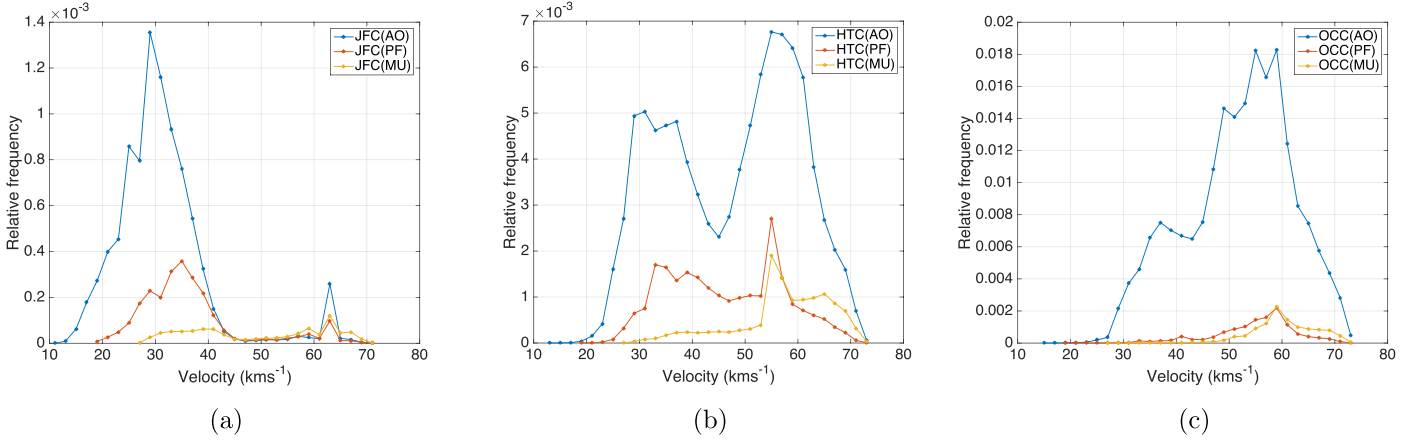 1.4 ×10⁻³
1.2
1
0.8
0.6
0.4
0.2
0
10 20 30 40 50 60 70 80
Relative frequency
Velocity (kms⁻¹)
JFC(AO)
JFC(PF)
JFC(MU)
(a)
7 ×10⁻³
6
5
4
3
2
1
0
10 20 30 40 50 60 70 80
Relative frequency
Velocity (kms⁻¹)
HTC(AO)
HTC(PF)
HTC(MU)
(b)
0.02
0.018
0.016
0.014
0.012
0.01
0.008
0.006
0.004
0.002
0
10 20 30 40 50 60 70 80
Relative frequency
Velocity (kms⁻¹)
OCC(AO)
OCC(PF)
OCC(MU)
(c)